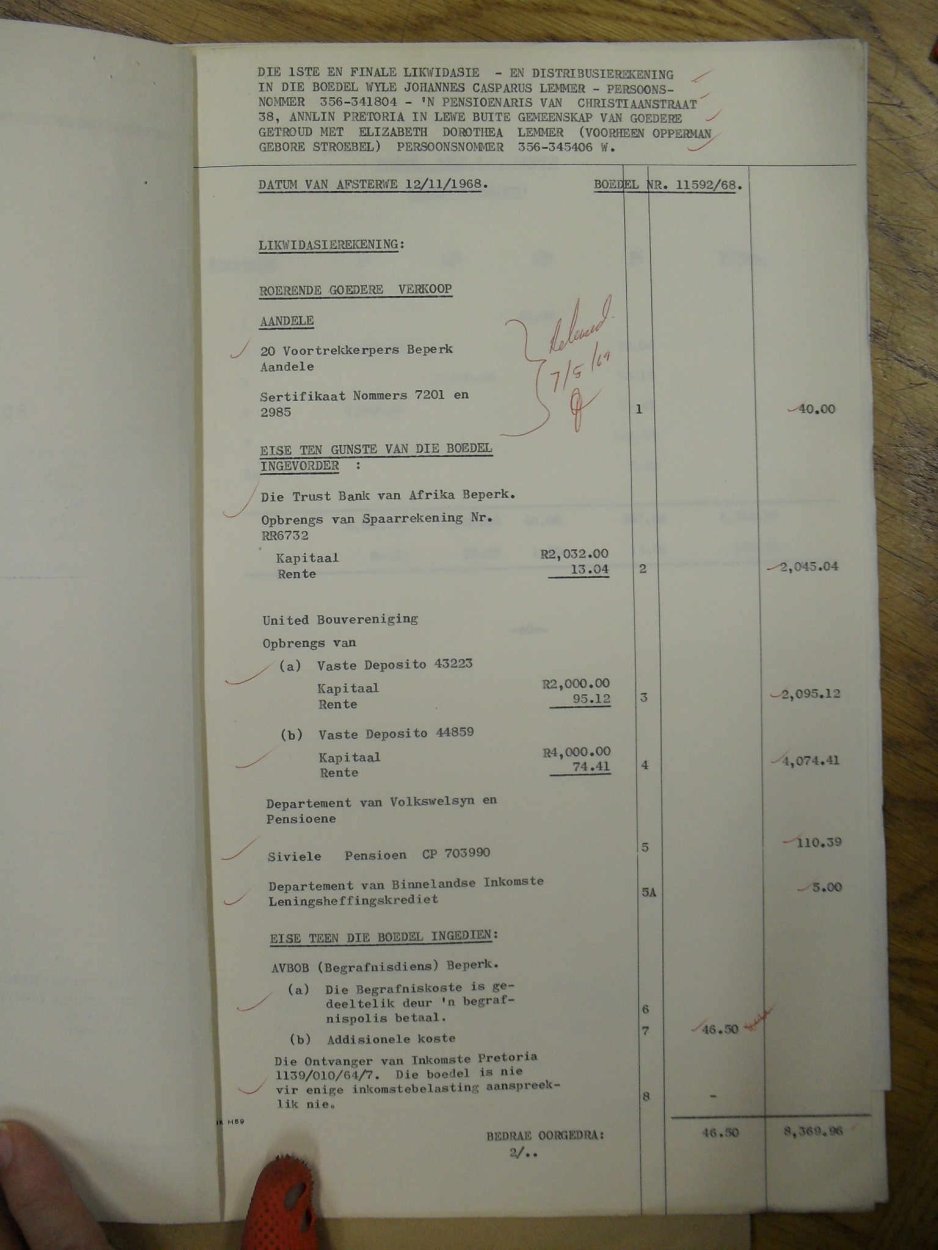 DIE 1STE EN FINALE LIKWIDASIE - EN DISTRIBUSIEREKENING
IN DIE BOEDEL WYLE JOHANNES CASPARUS LEMMER - PERSOONS-
NOMMER 356-341804 - 'N PENSIOENARIS VAN CHRISTIAANSTRAAT
38, ANNLIN PRETORIA IN LEWE BUITE GEMEENSKAP VAN GOEDERE
GETROUD MET ELIZABETH DOROTHEA LEMMER (VOORHEEN OPPERMAN
GEBORE STROEBEL) PERSOONSNOMMER 356-345406 W.
DATUM VAN AFSTERWE 12/11/1968. BOEDEL NR. 11592/68.
LIKWIDASIEREKENING:
ROERENDE GOEDERE VERKOOP
AANDELE
20 Voortrekkerpers Beperk
Aandele
Released
7/5/69
Sertifikaat Nommers 7201 en
2985 1 40.00
EISE TEN GUNSTE VAN DIE BOEDEL
INGEVORDER :
Die Trust Bank van Afrika Beperk.
Opbrengs van Spaarrekening Nr.
RR6732
Kapitaal R2,032.00
Rente 13.04 2 2,045.04
United Bouvereniging
Opbrengs van
(a) Vaste Deposito 43223
Kapitaal R2,000.00
Rente 95.12 3 2,095.12
(b) Vaste Deposito 44859
Kapitaal R4,000.00
Rente 74.41 4 4,074.41
Departement van Volkswelsyn en
Pensioene
Siviele Pensioen CP 703990 5 110.39
Departement van Binnelandse Inkomste 5A 5.00
Leningsheffingskrediet
EISE TEEN DIE BOEDEL INGEDIEN:
AVBOB (Begrafnisdiens) Beperk.
(a) Die Begrafniskoste is ge-
deeltelik deur 'n begraf-
nispolis betaal. 6
(b) Addisionele koste 7 46.50
Die Ontvanger van Inkomste Pretoria
1139/010/64/7. Die boedel is nie
vir enige inkomstebelasting aanspreek-
lik nie. 8 -
H69
BEDRAE OORGEDRA: 46.50 8,369.96
2/..